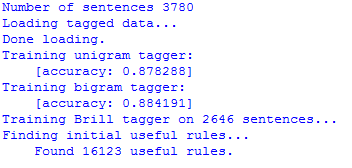 Number of sentences 3780
Loading tagged data...
Done loading.
Training unigram tagger:
    [accuracy: 0.878288]
Training bigram tagger:
    [accuracy: 0.884191]
Training Brill tagger on 2646 sentences...
Finding initial useful rules...
    Found 16123 useful rules.